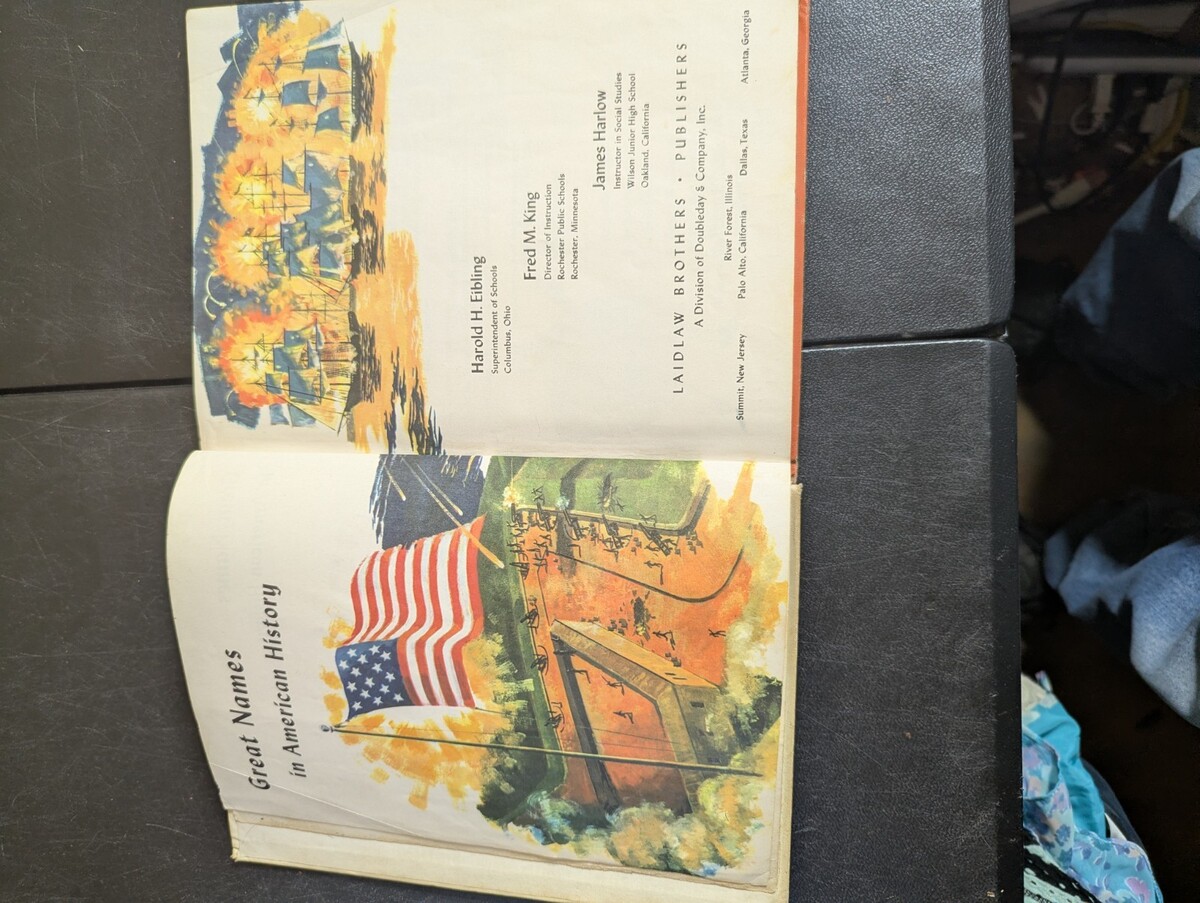 Great Names
in American History
Harold H. Eibling
Superintendent of Schools
Columbus, Ohio
Fred M. King
Director of Instruction
Rochester Public Schools
Rochester, Minnesota
James Harlow
Instructor in Social Studies
Wilson Junior High School
Oakland, California
LAIDLAW BROTHERS • PUBLISHERS
A Division of Doubleday & Company, Inc.
River Forest, Illinois
Summit, New Jersey Palo Alto, California Dallas, Texas Atlanta, Georgia